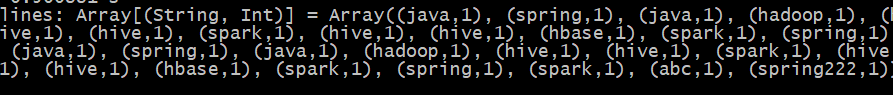 lines: Array[(String, Int)] = Array((java,1), (spring,1), (java,1), (hadoop,1), (
ive,1), (hive,1), (spark,1), (hive,1), (hive,1), (hbase,1), (spark,1), (spring,1)
(java,1), (spring,1), (java,1), (hadoop,1), (hive,1), (hive,1), (spark,1), (hive
1), (hive,1), (hbase,1), (spark,1), (spring,1), (spark,1), (abc,1), (spring222,1)